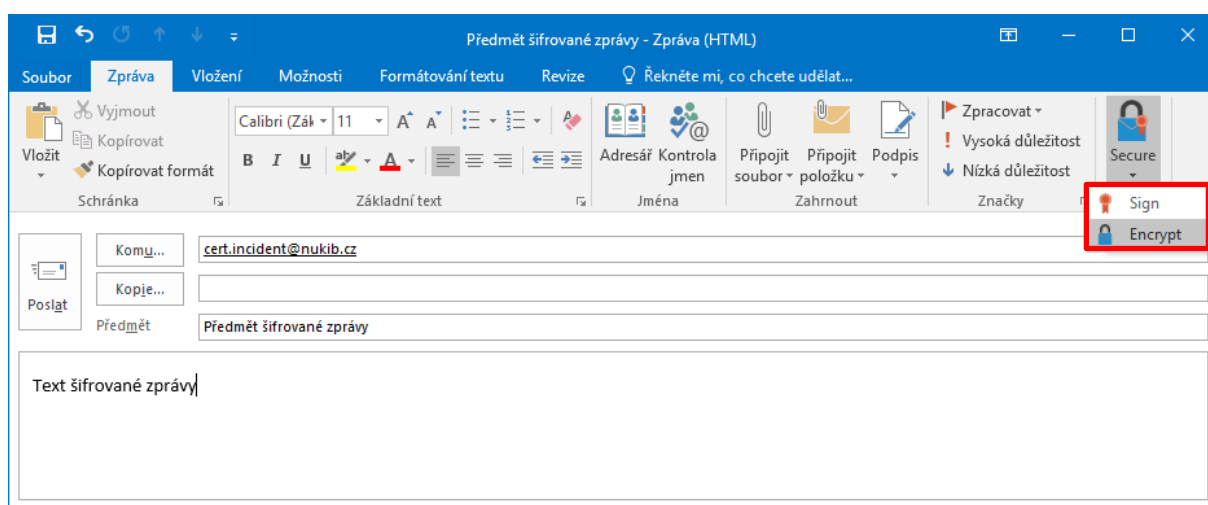 Předmět šifrované zprávy - Zpráva (HTML)
Soubor Zpráva Vložení Možnosti Formátování textu Revize Řekněte mi, co chcete udělat...
Vložit
Vyjmout
Kopírovat
Kopírovat formát
Schránka
Calibri (Zák 11
B I U
Základní text
Adresář Kontrola jmen
Jména
Připojit soubor Připojit položku Podpis
Zahrnout
Zpracovat
Vysoká důležitost
Nízká důležitost
Značky
Secure
Sign
Encrypt
Poslat
Komu... cert.incident@nukib.cz
Kopie...
Předmět Předmět šifrované zprávy
Text šifrované zprávy